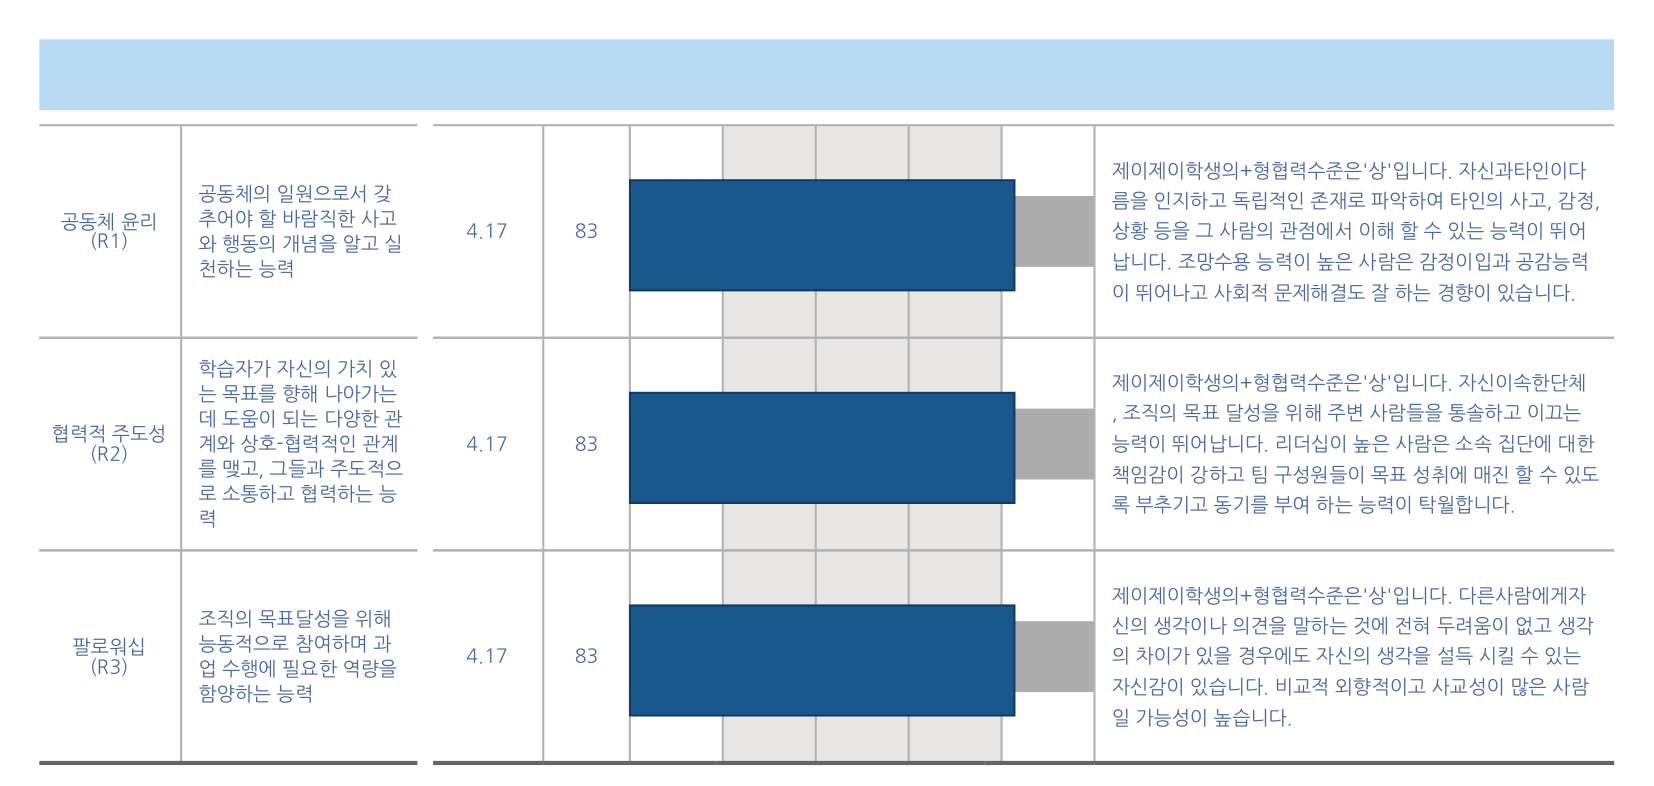 공동체 윤리
(R1)
공동체의 일원으로서 갖
추어야 할 바람직한 사고
와 행동의 개념을 알고 실
천하는 능력
4.17
83
제이제이학생의+형협력수준은'상'입니다. 자신과타인이다
름을 인지하고 독립적인 존재로 파악하여 타인의 사고, 감정,
상황 등을 그 사람의 관점에서 이해 할 수 있는 능력이 뛰어
납니다. 조망수용 능력이 높은 사람은 감정이입과 공감능력
이 뛰어나고 사회적 문제해결도 잘 하는 경향이 있습니다.
협력적 주도성
(R2)
학습자가 자신의 가치 있
는 목표를 향해 나아가는
데 도움이 되는 다양한 관
계와 상호-협력적인 관계
를 맺고, 그들과 주도적으
로 소통하고 협력하는 능
력
4.17
83
제이제이학생의+형협력수준은'상'입니다. 자신이속한단체
, 조직의 목표 달성을 위해 주변 사람들을 통솔하고 이끄는
능력이 뛰어납니다. 리더십이 높은 사람은 소속 집단에 대한
책임감이 강하고 팀 구성원들이 목표 성취에 매진 할 수 있도
록 부추기고 동기를 부여 하는 능력이 탁월합니다.
팔로워십
(R3)
조직의 목표달성을 위해
능동적으로 참여하며 과
업 수행에 필요한 역량을
함양하는 능력
4.17
83
제이제이학생의+형협력수준은'상'입니다. 다른사람에게자
신의 생각이나 의견을 말하는 것에 전혀 두려움이 없고 생각
의 차이가 있을 경우에도 자신의 생각을 설득 시킬 수 있는
자신감이 있습니다. 비교적 외향적이고 사교성이 많은 사람
일 가능성이 높습니다.